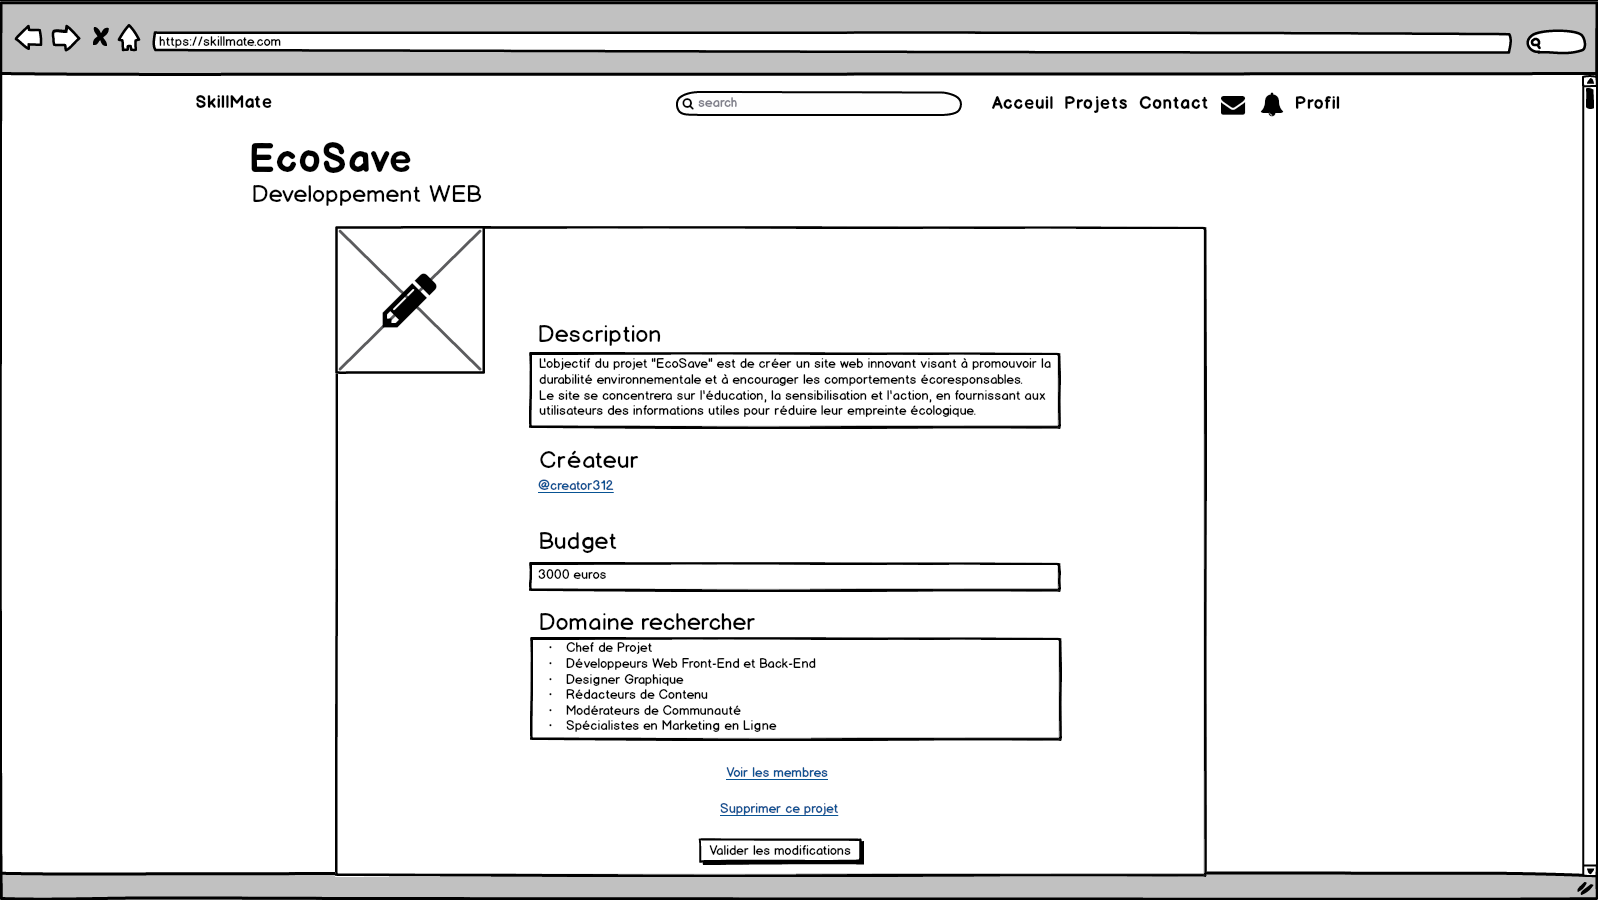 https://skillmate.com
SkillMate
search
Acceuil Projets Contact Profil
EcoSave
Developpement WEB
Description
L'objectif du projet "EcoSave" est de créer un site web innovant visant à promouvoir la
durabilité environnementale et à encourager les comportements écoresponsables.
Le site se concentrera sur l'éducation, la sensibilisation et l'action, en fournissant aux
utilisateurs des informations utiles pour réduire leur empreinte écologique.
Créateur
@creator312
Budget
3000 euros
Domaine rechercher
· Chef de Projet
· Développeurs Web Front-End et Back-End
· Designer Graphique
· Rédacteurs de Contenu
· Modérateurs de Communauté
· Spécialistes en Marketing en Ligne
Voir les membres
Supprimer ce projet
Valider les modifications